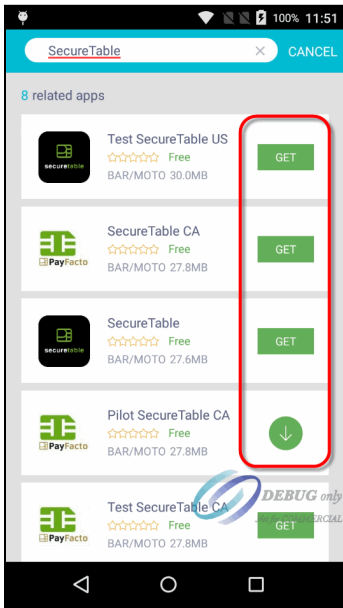 100% 11:51
SecureTable × CANCEL
8 related apps
Test SecureTable US
Free
BAR/MOTO 30.0MB
GET
securetable
SecureTable CA
Free
BAR/MOTO 27.8MB
GET
PayFacto
SecureTable
Free
BAR/MOTO 27.6MB
GET
securetable
Pilot SecureTable CA
Free
BAR/MOTO 27.8MB
PayFacto
DEBUG only
COMMERCIAL
Test SecureTable CA
Free
BAR/MOTO 27.8MB
GET
PayFacto